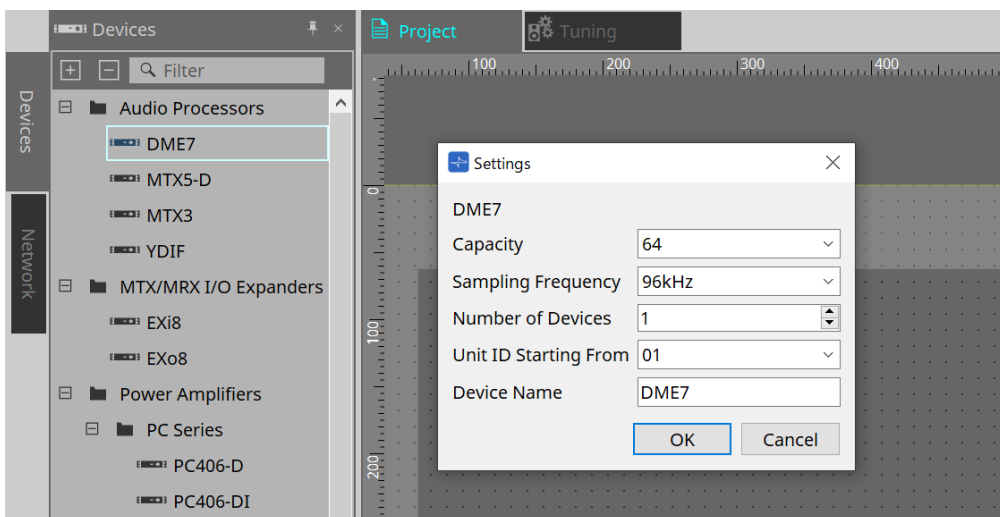 Devices
Project
Tuning
Filter
100
200
300
400
Devices
Network
Audio Processors
DME7
MTX5-D
MTX3
YDIF
MTX/MRX I/O Expanders
EXi8
EXo8
Power Amplifiers
PC Series
PC406-D
PC406-DI
0
100
200
Settings
DME7
Capacity 64
Sampling Frequency 96kHz
Number of Devices 1
Unit ID Starting From 01
Device Name DME7
OK Cancel